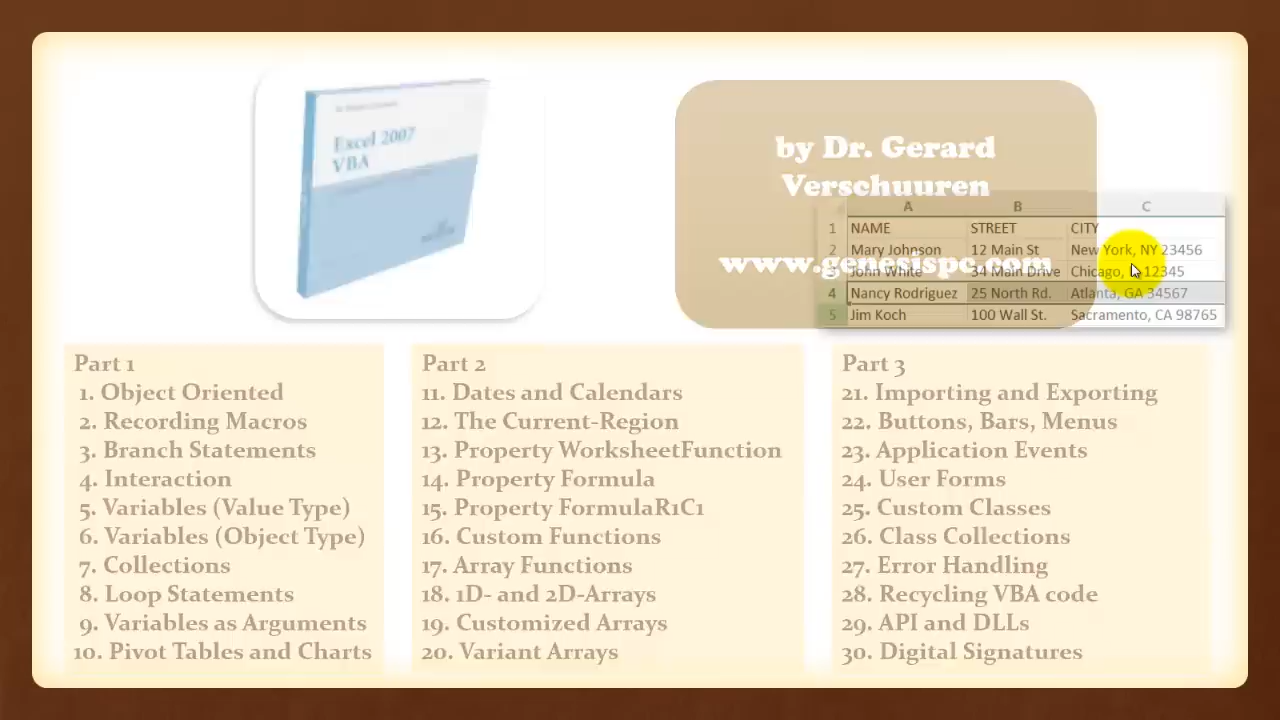 Excel 2007
VBA
by Dr. Gerard
Verschuuren
www.genesispc.com
A B C
1 NAME STREET CITY
2 Mary Johnson 12 Main St New York, NY 23456
John White 34 Main Drive Chicago, 12345
4 Nancy Rodriguez 25 North Rd. Atlanta, GA 34567
5 Jim Koch 100 Wall St. Sacramento, CA 98765
Part 1
1. Object Oriented
2. Recording Macros
3. Branch Statements
4. Interaction
5. Variables (Value Type)
6. Variables (Object Type)
7. Collections
8. Loop Statements
9. Variables as Arguments
10. Pivot Tables and Charts
Part 2
11. Dates and Calendars
12. The Current-Region
13. Property WorksheetFunction
14. Property Formula
15. Property FormulaR1C1
16. Custom Functions
17. Array Functions
18. 1D- and 2D-Arrays
19. Customized Arrays
20. Variant Arrays
Part 3
21. Importing and Exporting
22. Buttons, Bars, Menus
23. Application Events
24. User Forms
25. Custom Classes
26. Class Collections
27. Error Handling
28. Recycling VBA code
29. API and DLLs
30. Digital Signatures